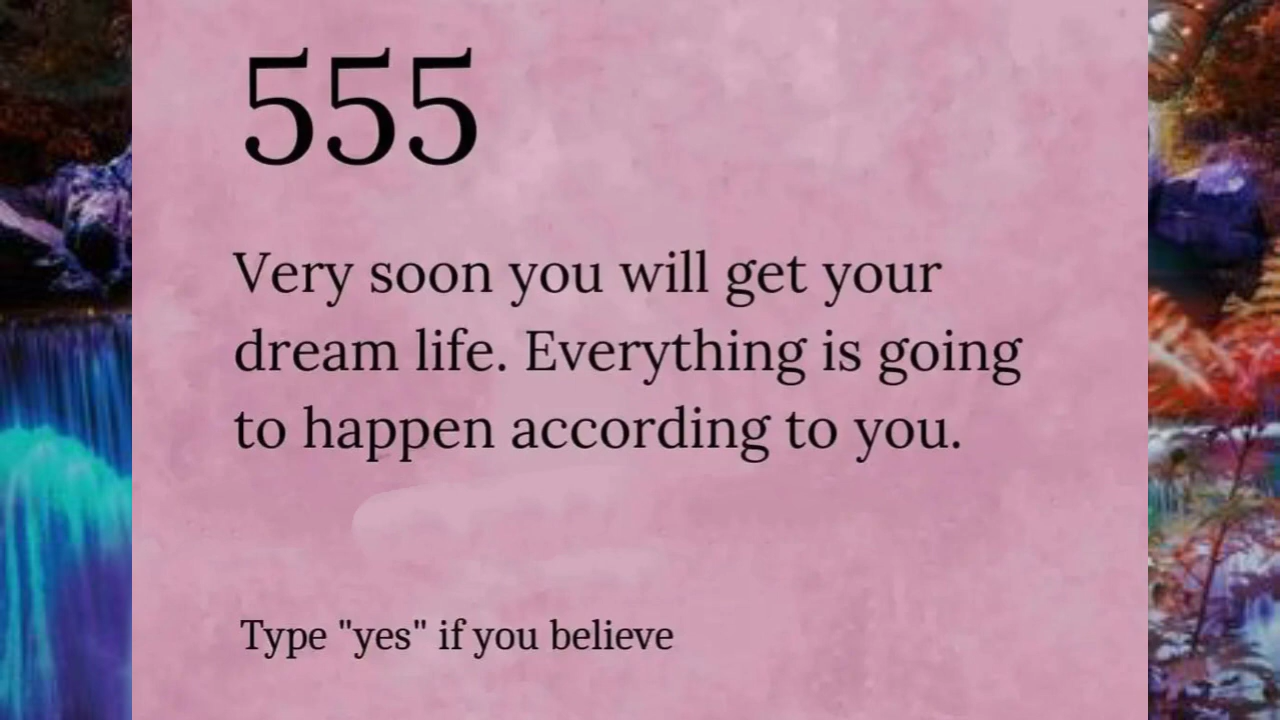 555
Very soon you will get your
dream life. Everything is going
to happen according to you.
Type "yes" if you believe